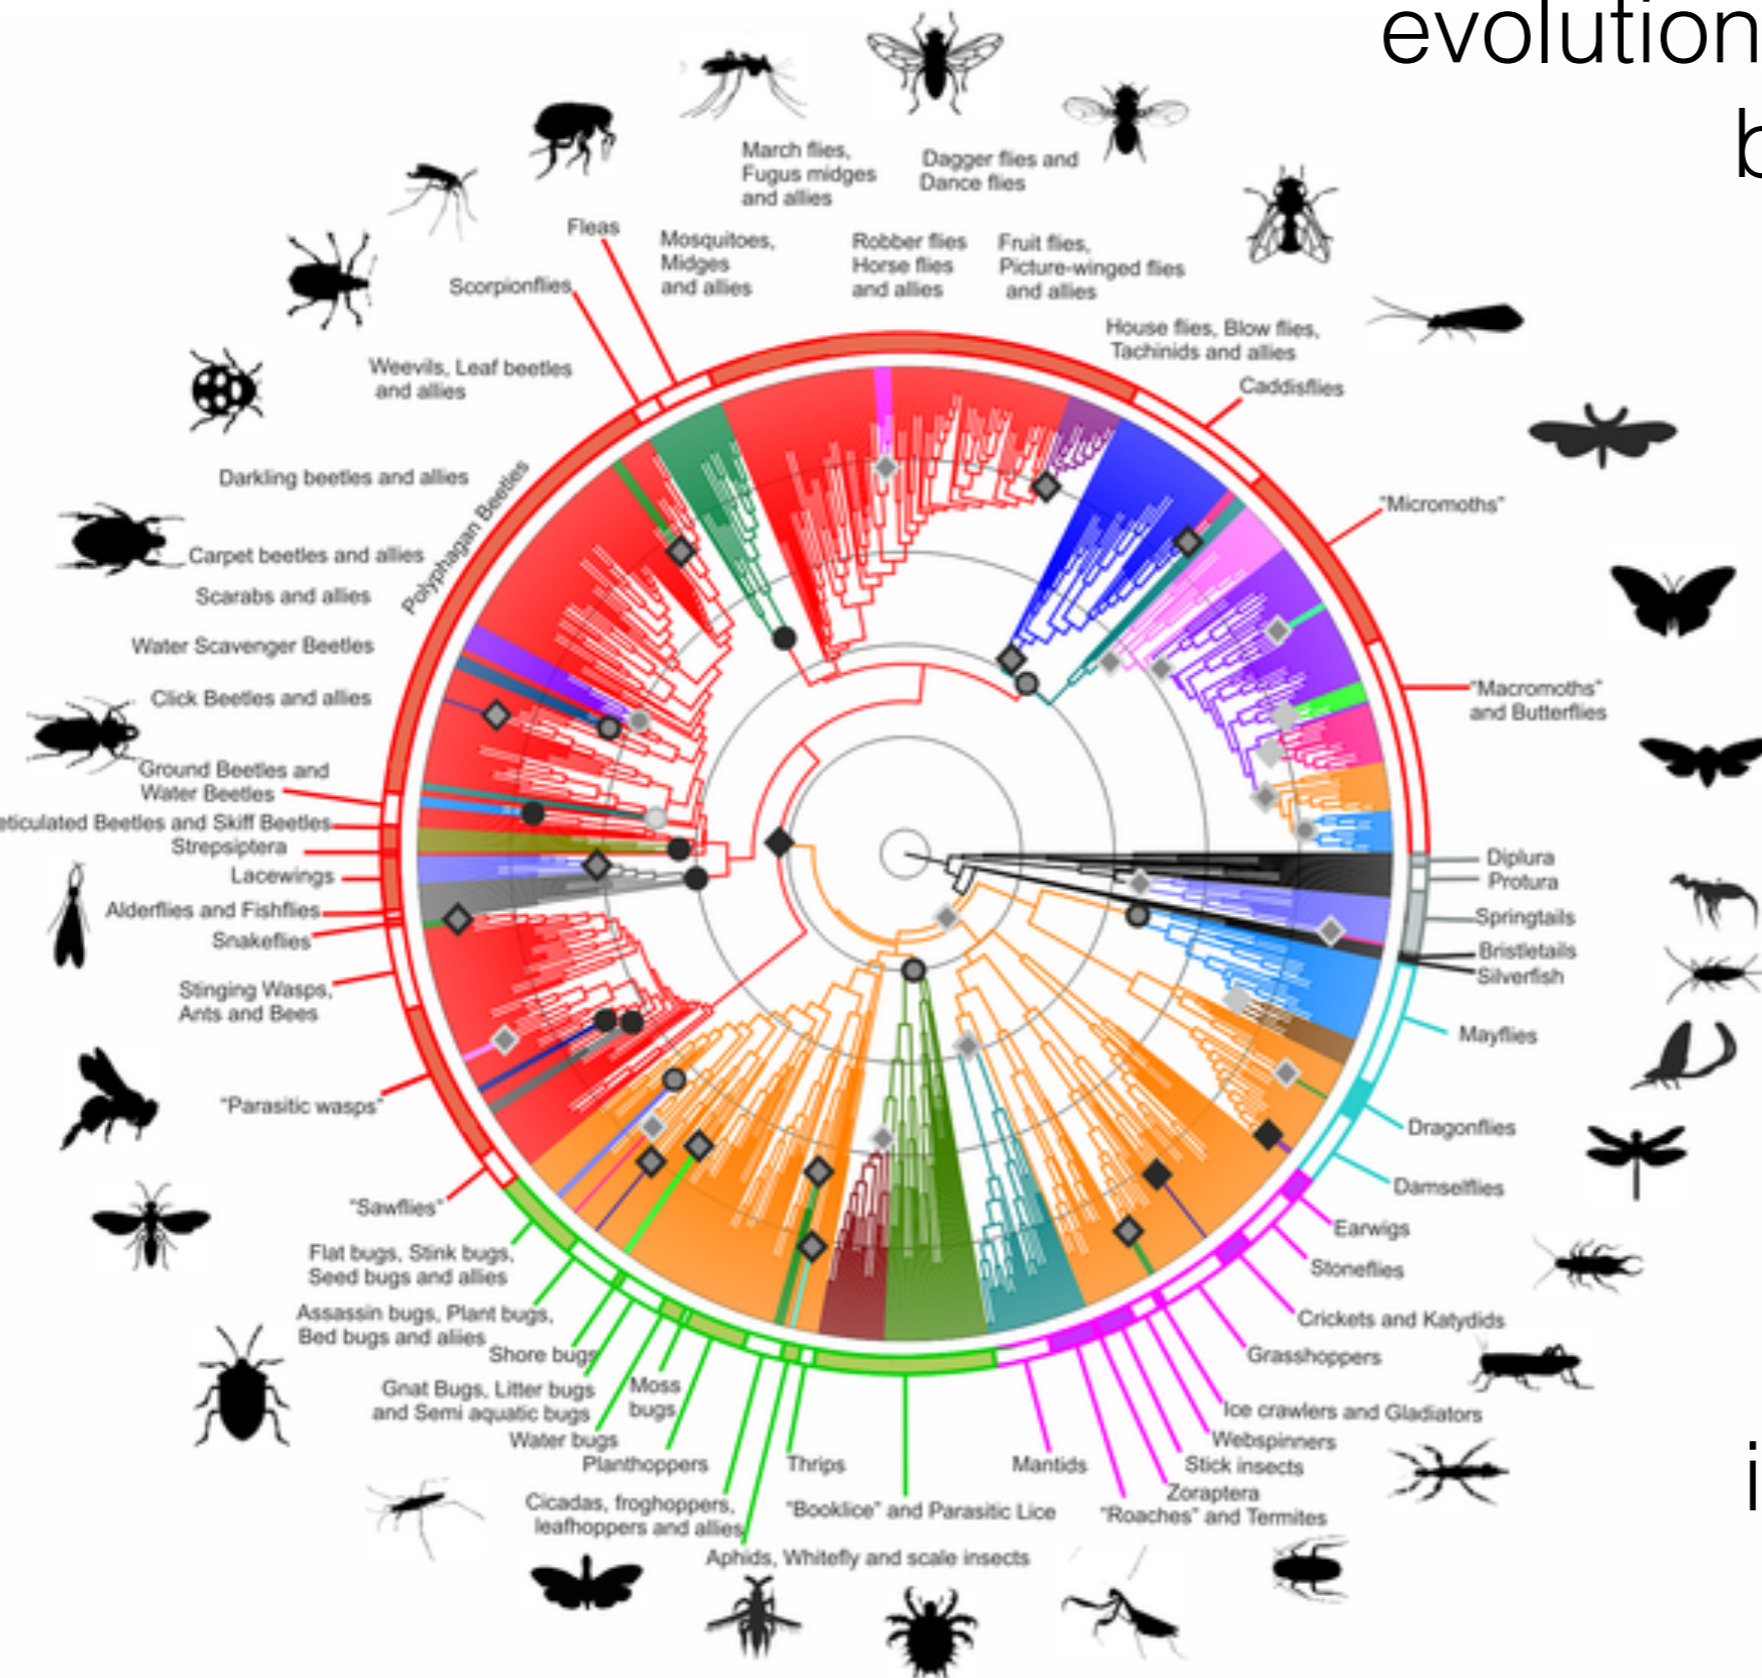 evolution
b
i
March flies,
Fugus midges
and allies
Dagger flies and
Dance flies
Fleas
Mosquitoes,
Midges
and allies
Robber flies
Horse flies
and allies
Fruit flies,
Picture-winged flies
and allies
Scorpionflies
House flies, Blow flies,
Tachinids and allies
Weevils, Leaf beetles
and allies
Caddisflies
Darkling beetles and allies
Polyphagan Beetles
"Micromoths"
Carpet beetles and allies
Scarabs and allies
Water Scavenger Beetles
Click Beetles and allies
"Macromoths"
and Butterflies
Ground Beetles and
Water Beetles
eticulated Beetles and Skiff Beetles
Strepsiptera
Lacewings
Alderflies and Fishflies
Snakeflies
Diplura
Protura
Springtails
Bristletails
Silverfish
Stinging Wasps,
Ants and Bees
Mayflies
"Parasitic wasps"
Dragonflies
Damselflies
"Sawflies"
Earwigs
Flat bugs, Stink bugs,
Seed bugs and allies
Stoneflies
Assassin bugs, Plant bugs,
Bed bugs and aliies
Crickets and Katydids
Shore bugs
Grasshoppers
Gnat Bugs, Litter bugs
and Semi aquatic bugs
Moss
bugs
Ice crawlers and Gladiators
Water bugs
Webspinners
Planthoppers
Thrips
Mantids
Stick insects
Zoraptera
Cicadas, froghoppers,
leafhoppers and allies
"Booklice" and Parasitic Lice
"Roaches" and Termites
Aphids, Whitefly and scale insects